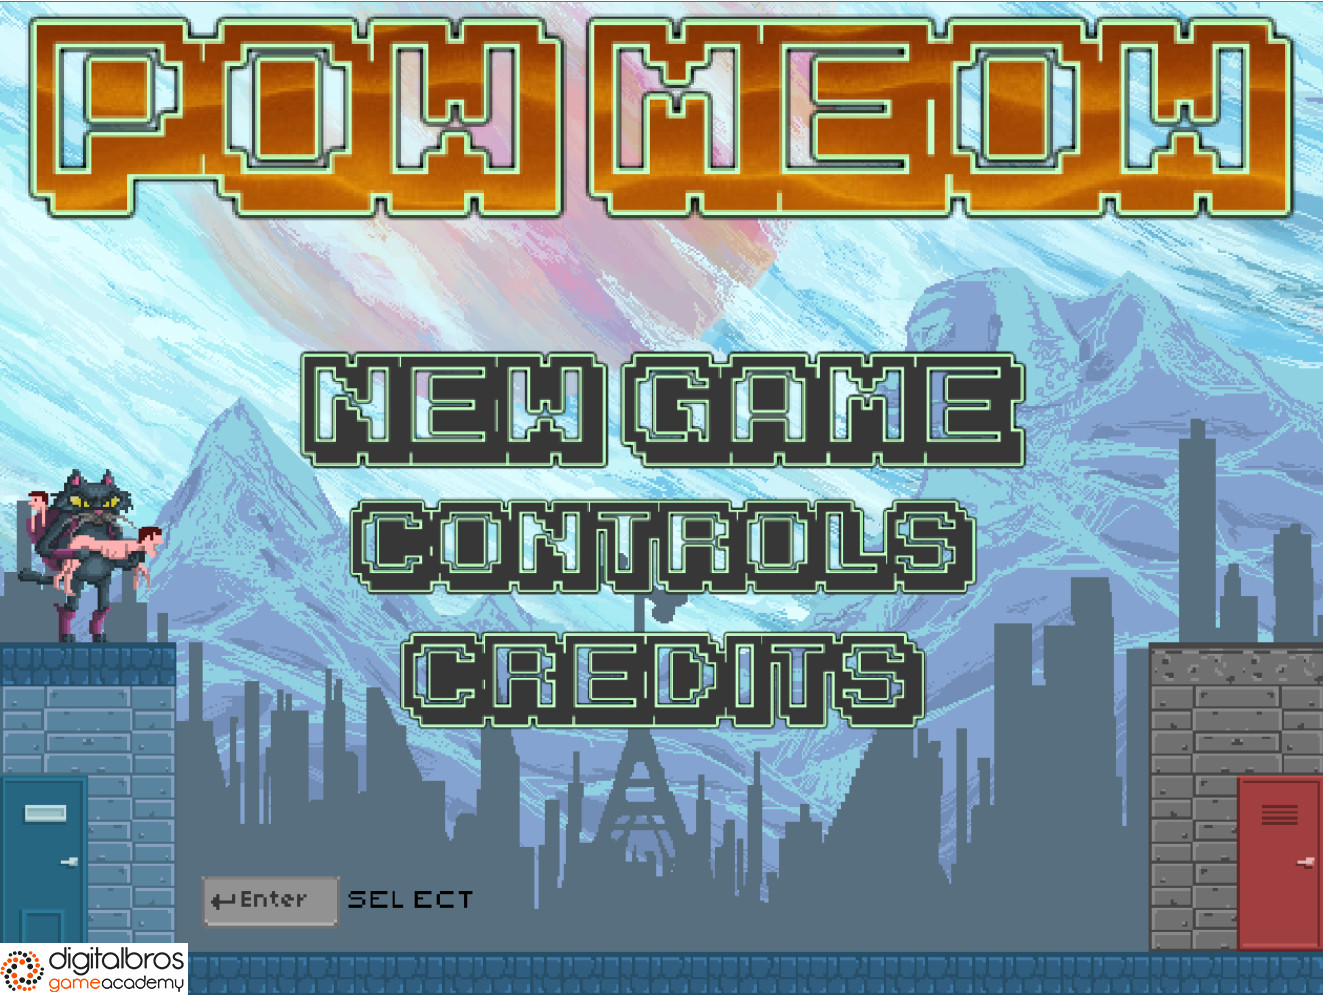 POW MEOW
NEW GAME
CONTROLS
CREDITS
Enter SELECT
digitalbros
gameacademy